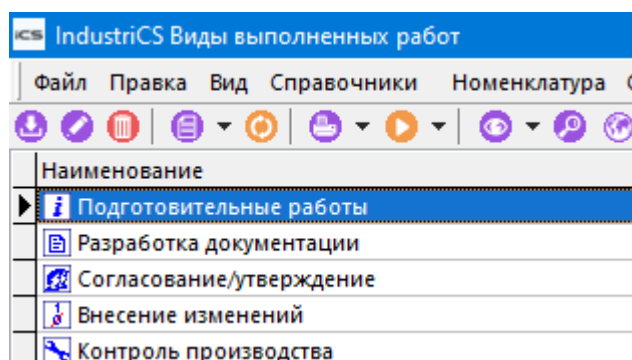 iCS IndustriCS Виды выполненных работ
Файл Правка Вид Справочники Номенклатура
Наименование
Подготовительные работы
Разработка документации
Согласование/утверждение
Внесение изменений
Контроль производства